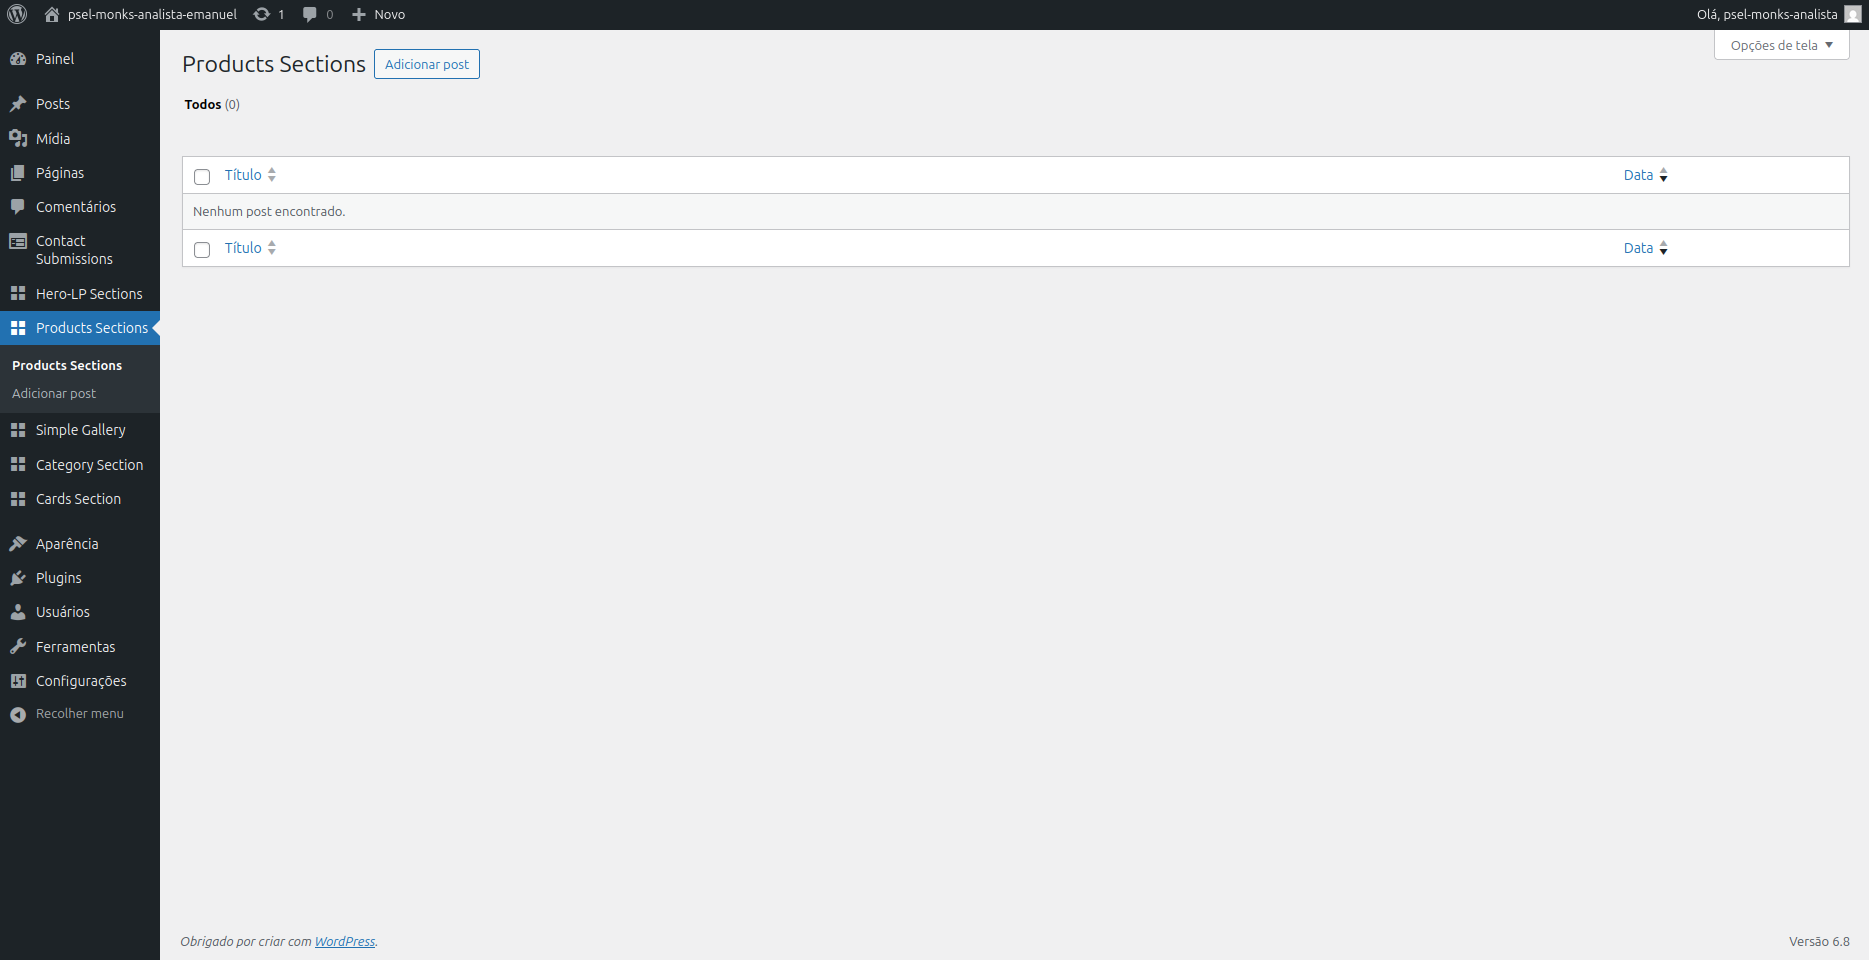 psel-monks-analista-emanuel 1 0 Novo
Olá, psel-monks-analista
Painel
Posts
Mídia
Páginas
Comentários
Contact
Submissions
Hero-LP Sections
Products Sections
Products Sections
Adicionar post
Simple Gallery
Category Section
Cards Section
Aparência
Plugins
Usuários
Ferramentas
Configurações
Recolher menu
Opções de tela
Products Sections Adicionar post
Todos (0)
Título Data
Nenhum post encontrado.
Título Data
Obrigado por criar com WordPress.
Versão 6.8